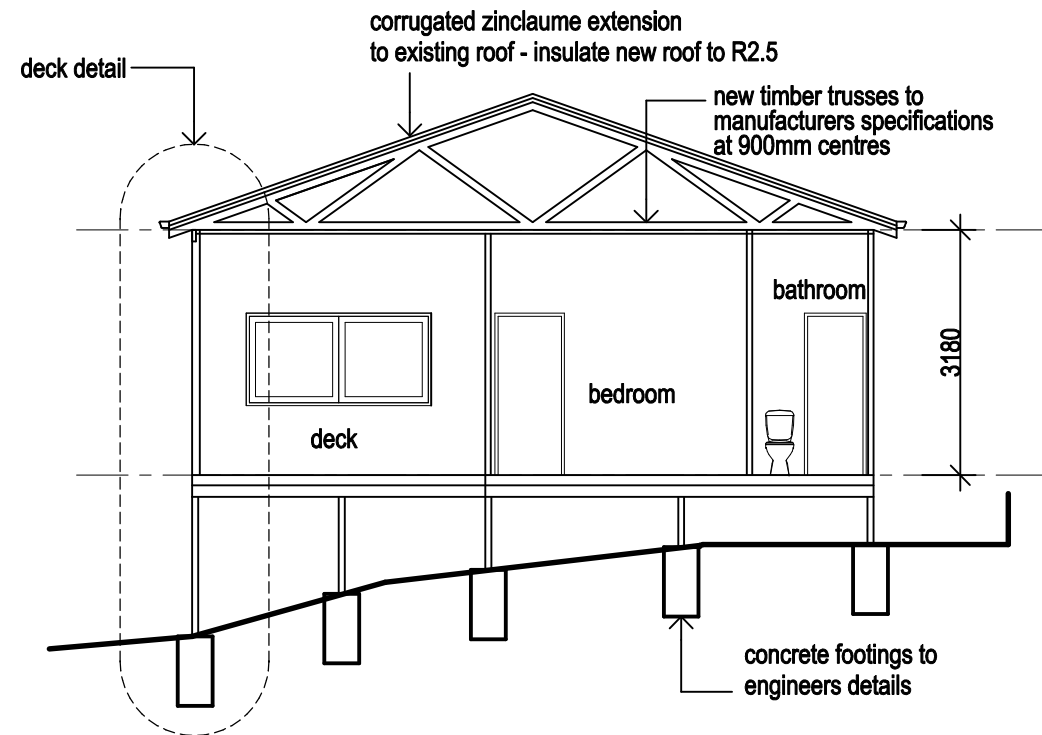 corrugated zinclaume extension
to existing roof - insulate new roof to R2.5
deck detail
new timber trusses to
manufacturers specifications
at 900mm centres
bathroom
3180
bedroom
deck
concrete footings to
engineers details